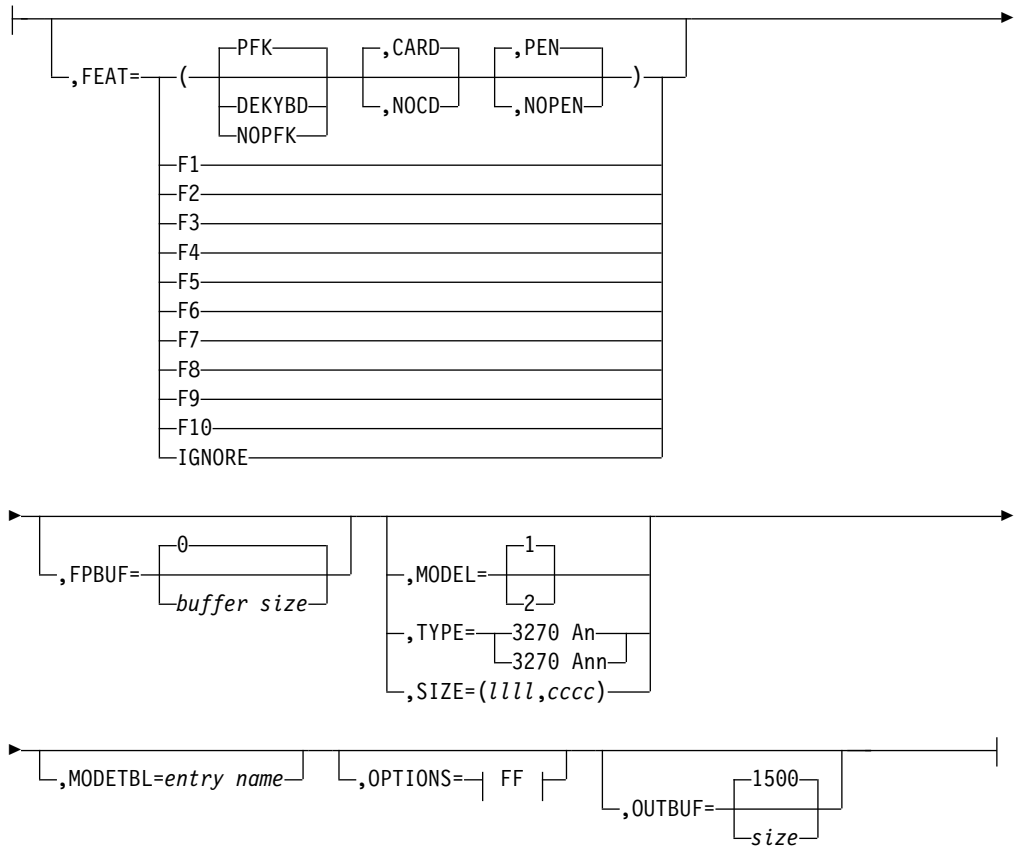 PFK ,CARD ,PEN
,FEAT= ( )
DEKYBD ,NOCD ,NOPEN
NOPFK
F1
F2
F3
F4
F5
F6
F7
F8
F9
F10
IGNORE
0 1
,FPBUF= ,MODEL=
buffer size 2
,TYPE= 3270 An
3270 Ann
,SIZE=(llll,cccc)
,MODETBL=entry name ,OPTIONS= FF 1500
,OUTBUF=
size